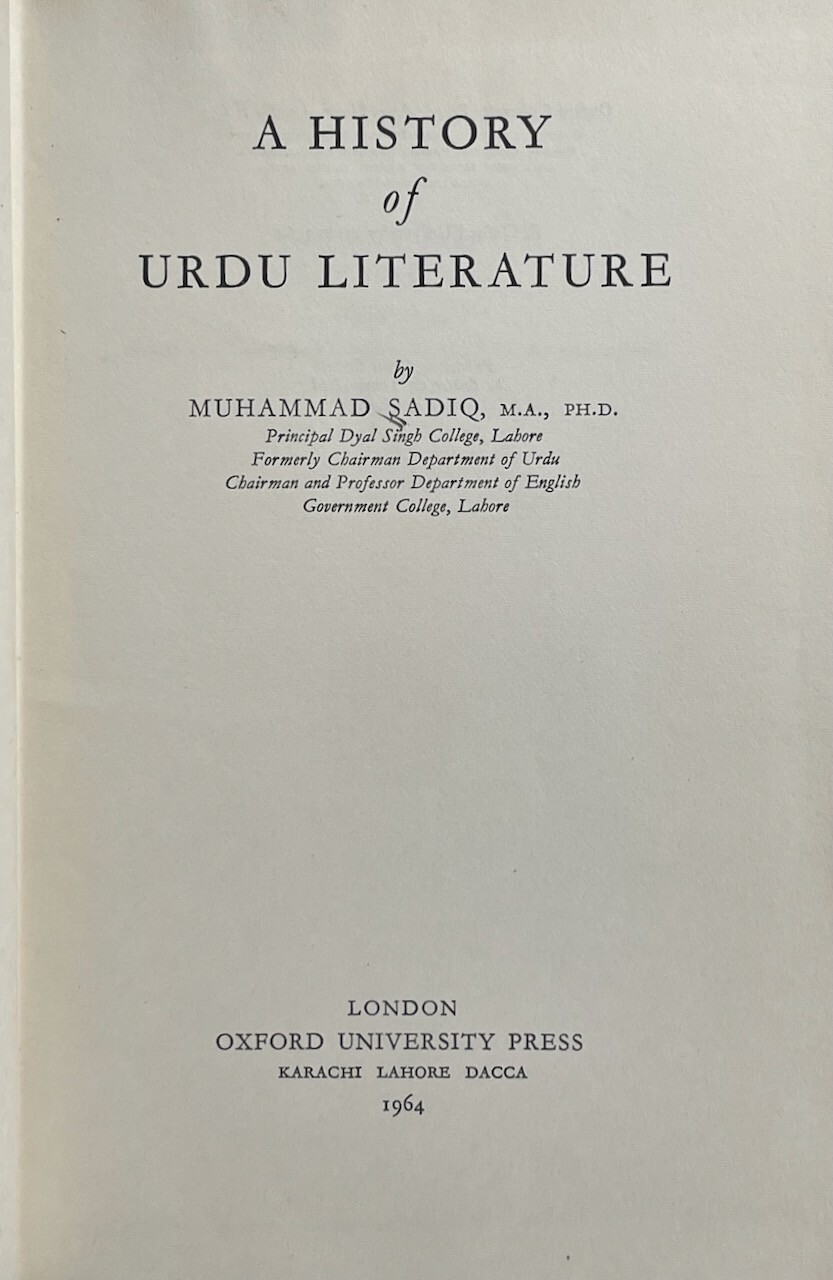 A HISTORY
of
URDU LITERATURE
by
MUHAMMAD SADIQ, M.A., PH.D.
Principal Dyal Singh College, Lahore
Formerly Chairman Department of Urdu
Chairman and Professor Department of English
Government College, Lahore
LONDON
OXFORD UNIVERSITY PRESS
KARACHI LAHORE DACCA
1964